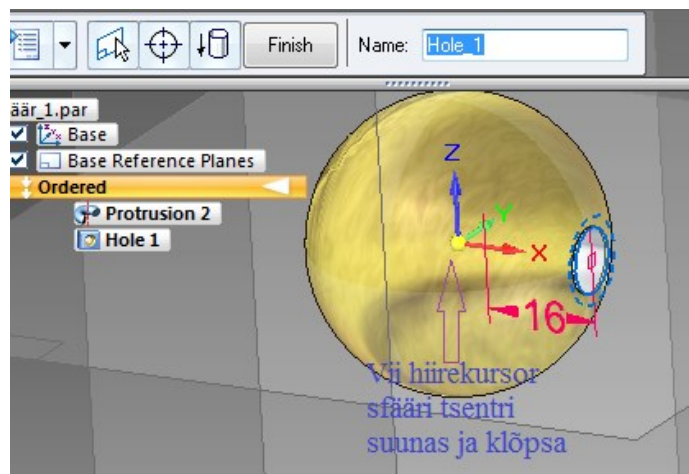 Finish
Name: Hole_1
äär_1.par
Base
Base Reference Planes
Ordered
Protrusion 2
Hole 1
Z
Y
X
16
Vii hiirekursor
sfääri tsentri
suunas ja klõpsa